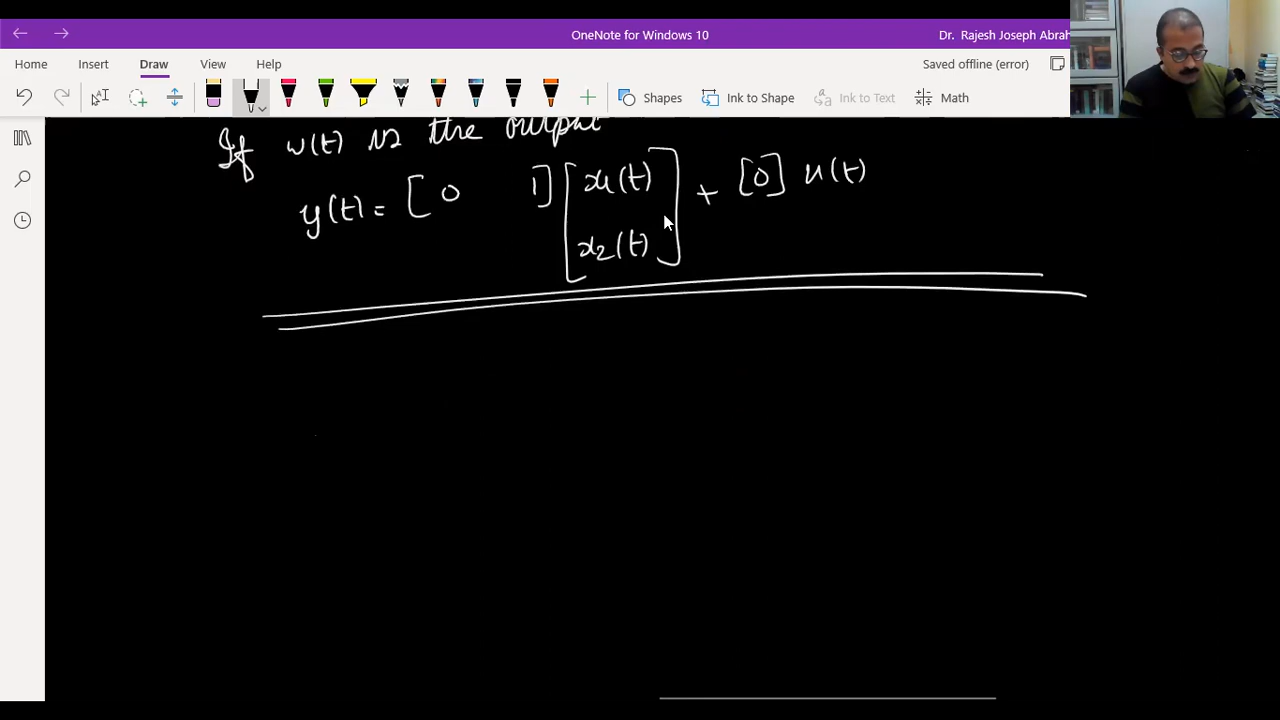 OneNote for Windows 10
Dr. Rajesh Joseph Abrah
Home Insert Draw View Help
Saved offline (error)
Shapes Ink to Shape Ink to Text Math
If w(t) is the output
y(t) = [0 1] [x1(t)] + [0] u(t)
[x2(t)]